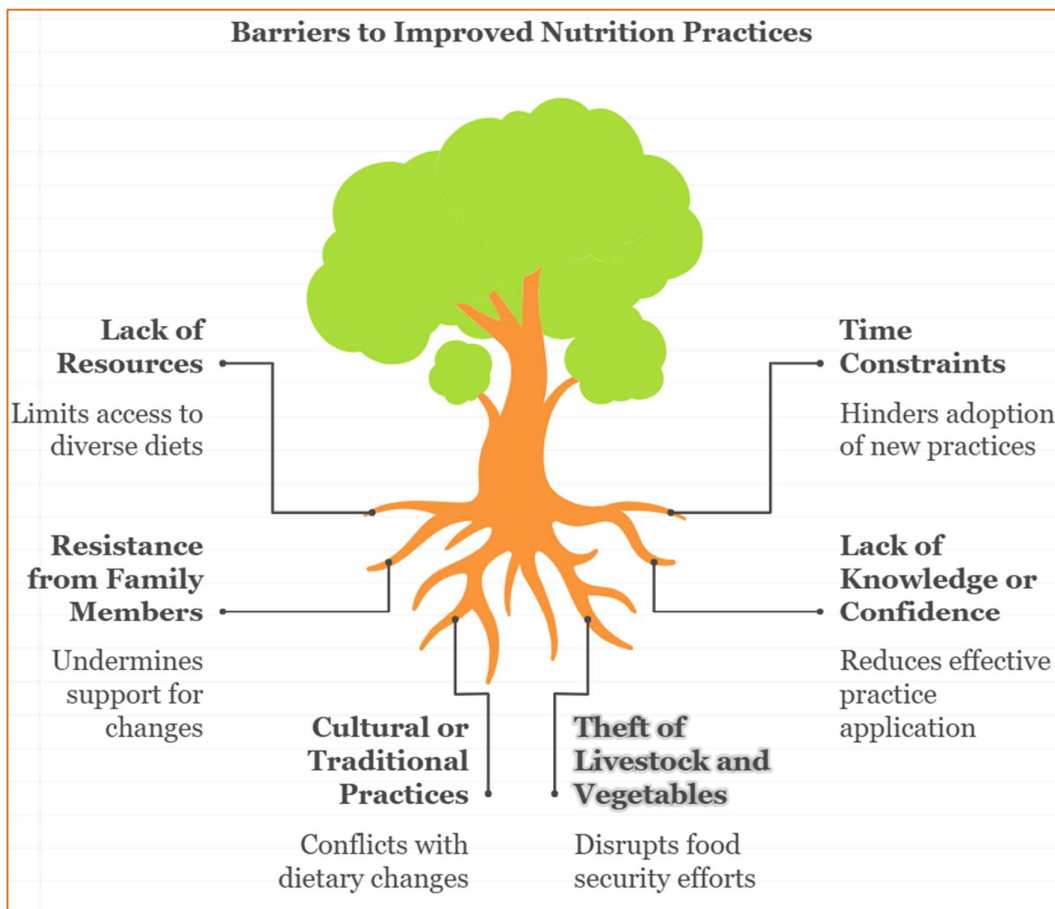 Barriers to Improved Nutrition Practices
Lack of
Resources
Limits access to
diverse diets
Time
Constraints
Hinders adoption
of new practices
Resistance
from Family
Members
Undermines
support for
changes
Lack of
Knowledge or
Confidence
Reduces effective
practice
application
Cultural or
Traditional
Practices
Conflicts with
dietary changes
Theft of
Livestock and
Vegetables
Disrupts food
security efforts